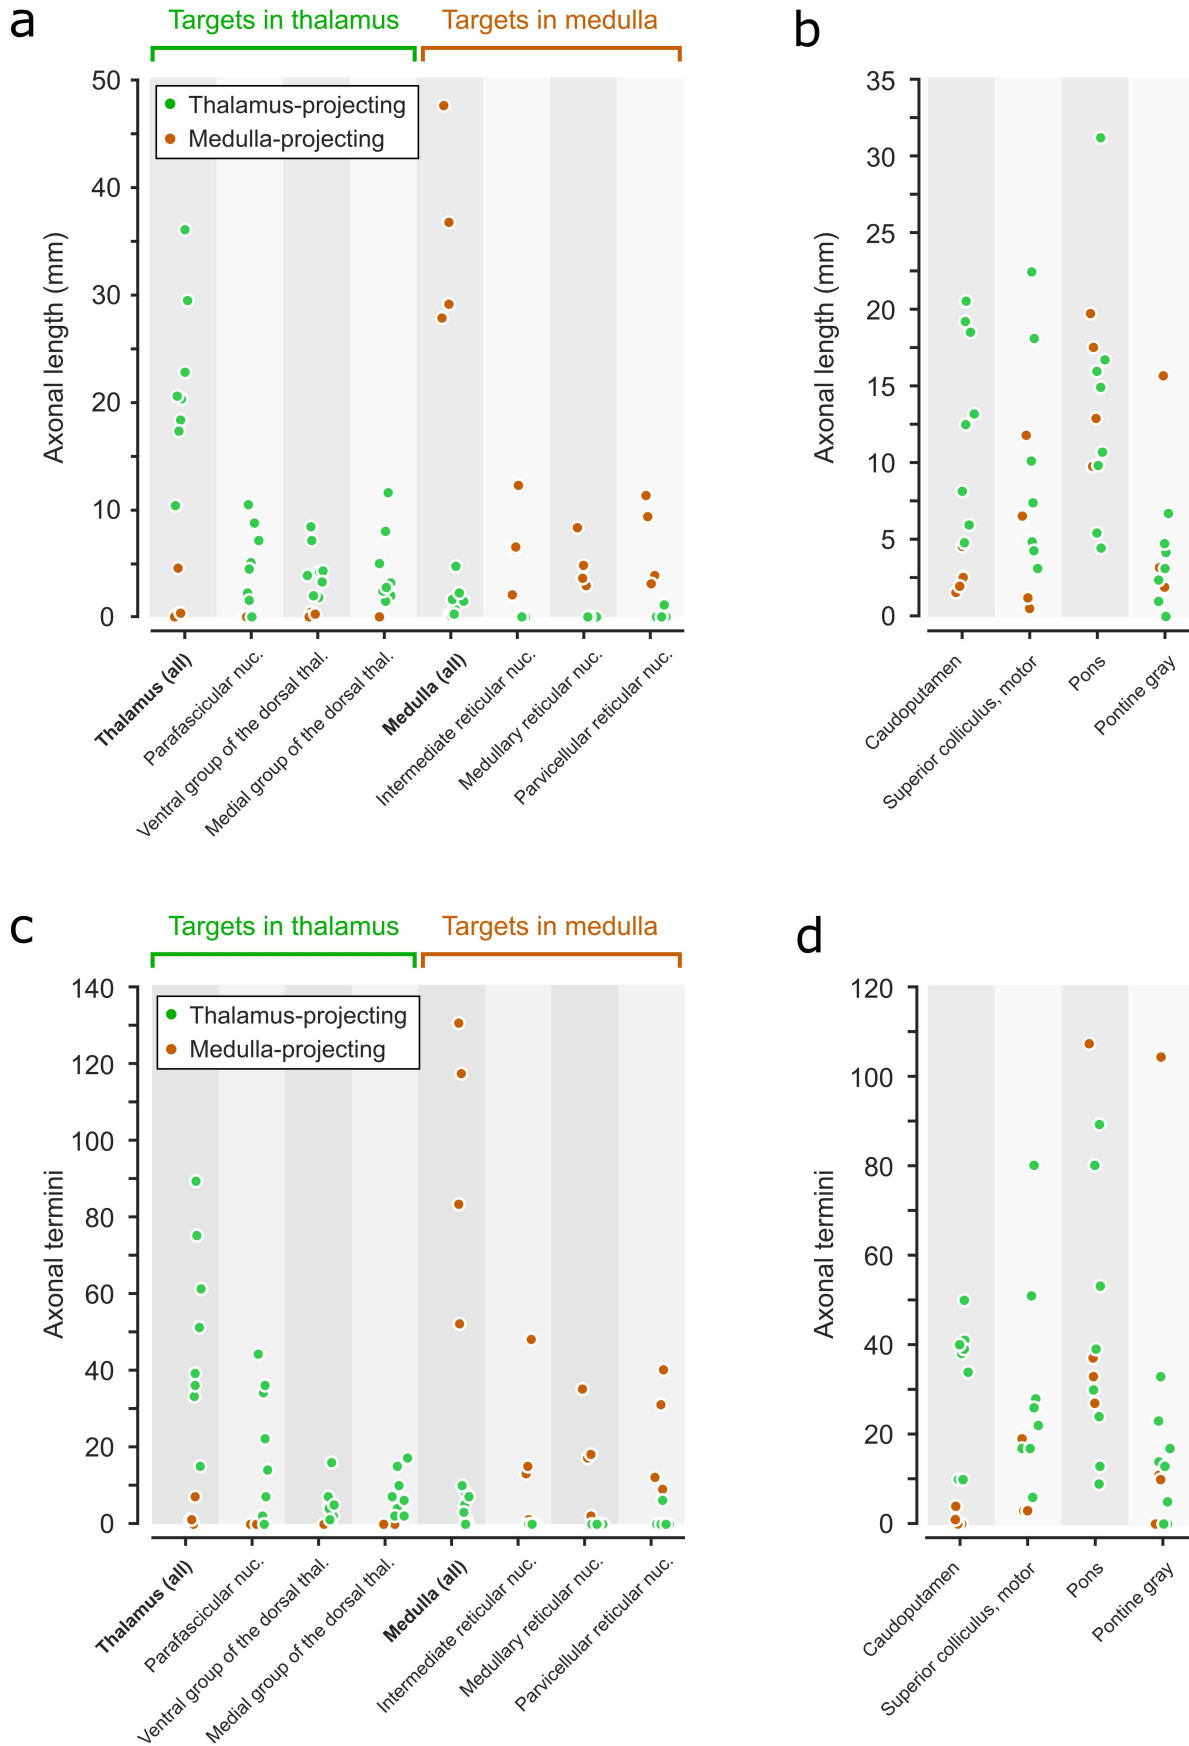 a
Targets in thalamus
Targets in medulla
Thalamus-projecting
Medulla-projecting
Axonal length (mm)
50
40
30
20
10
0
Thalamus (all)
Parafascicular nuc.
Ventral group of the dorsal thal.
Medial group of the dorsal thal.
Medulla (all)
Intermediate reticular nuc.
Medullary reticular nuc.
Parvicellular reticular nuc.
b
Axonal length (mm)
35
30
25
20
15
10
5
0
Caudoputamen
Superior colliculus, motor
Pons
Pontine gray
c
Targets in thalamus
Targets in medulla
Thalamus-projecting
Medulla-projecting
Axonal termini
140
120
100
80
60
40
20
0
Thalamus (all)
Parafascicular nuc.
Ventral group of the dorsal thal.
Medial group of the dorsal thal.
Medulla (all)
Intermediate reticular nuc.
Medullary reticular nuc.
Parvicellular reticular nuc.
d
Axonal termini
120
100
80
60
40
20
0
Caudoputamen
Superior colliculus, motor
Pons
Pontine gray